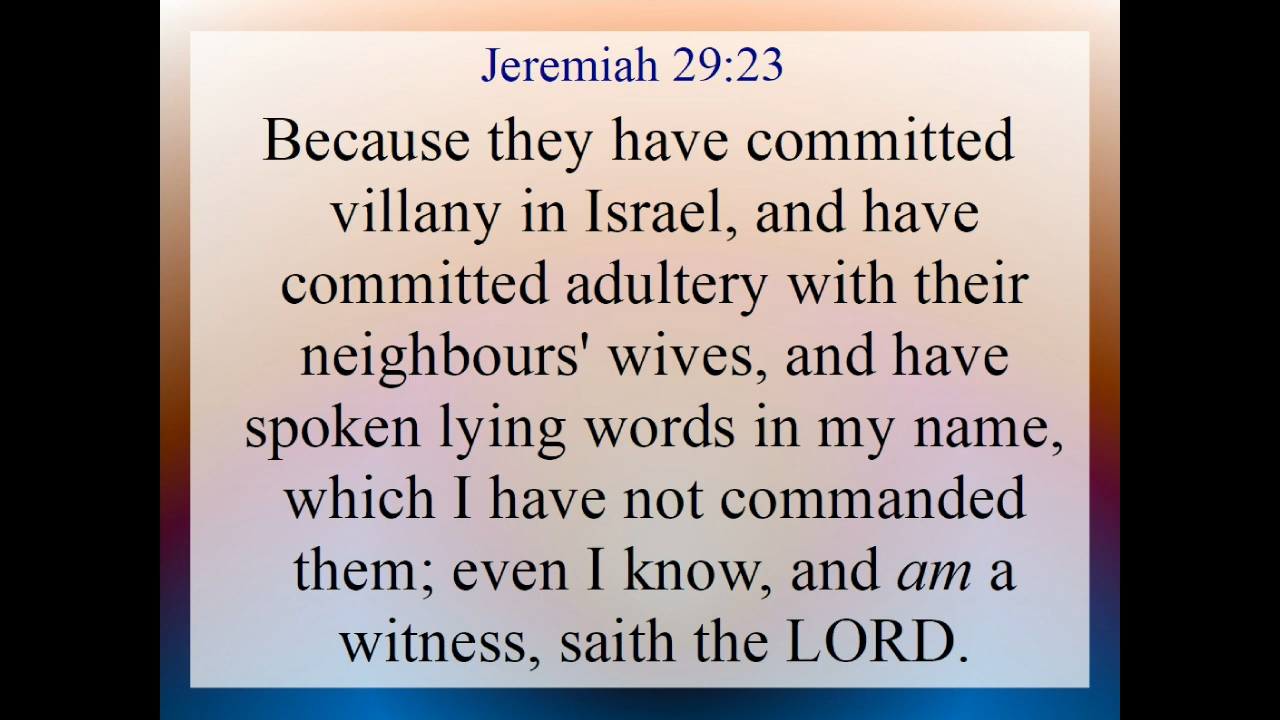 Jeremiah 29:23
Because they have committed
villany in Israel, and have
committed adultery with their
neighbours' wives, and have
spoken lying words in my name,
which I have not commanded
them; even I know, and am a
witness, saith the LORD.